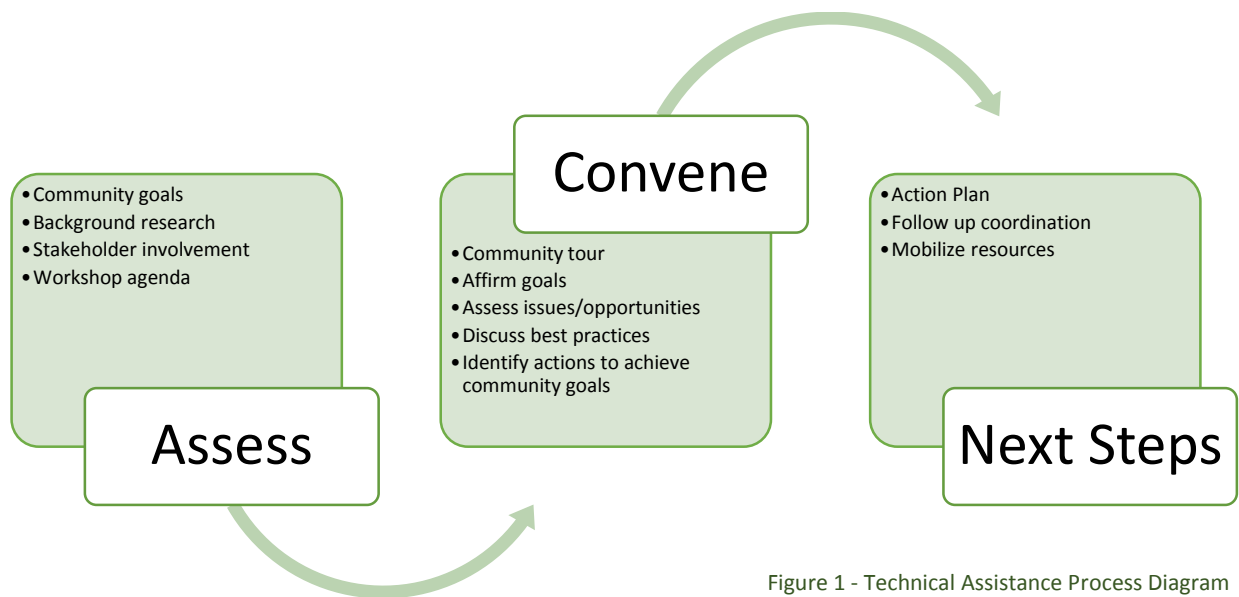 • Community goals
• Background research
• Stakeholder involvement
• Workshop agenda
Assess
Convene
• Community tour
• Affirm goals
• Assess issues/opportunities
• Discuss best practices
• Identify actions to achieve
community goals
• Action Plan
• Follow up coordination
• Mobilize resources
Next Steps
Figure 1 - Technical Assistance Process Diagram